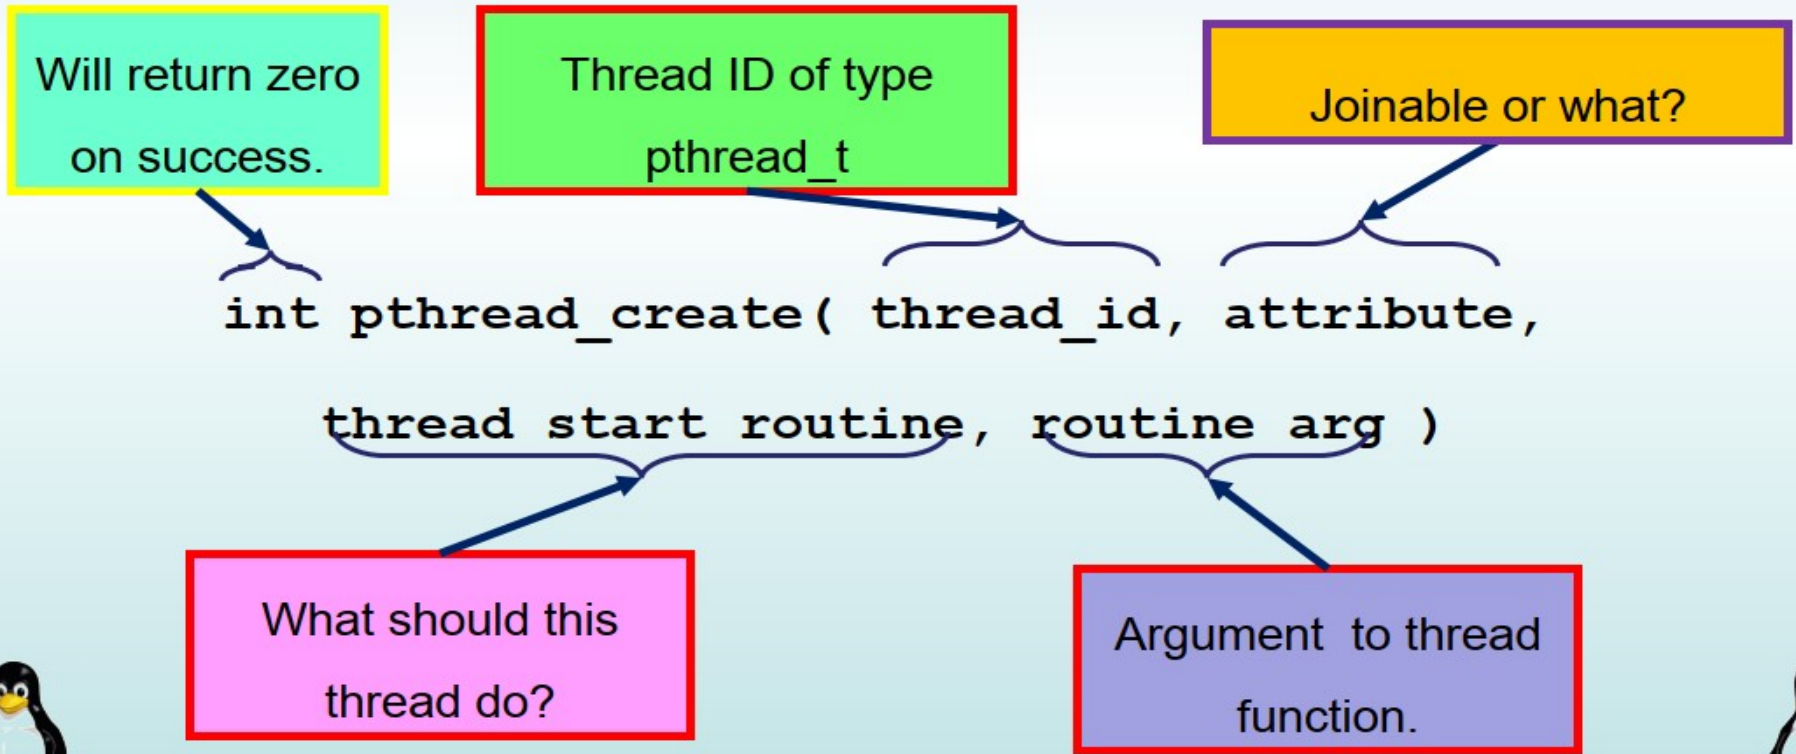 Will return zero
on success.
Thread ID of type
pthread_t
Joinable or what?
int pthread_create( thread_id, attribute,
thread start routine, routine arg )
What should this
thread do?
Argument  to thread
function.